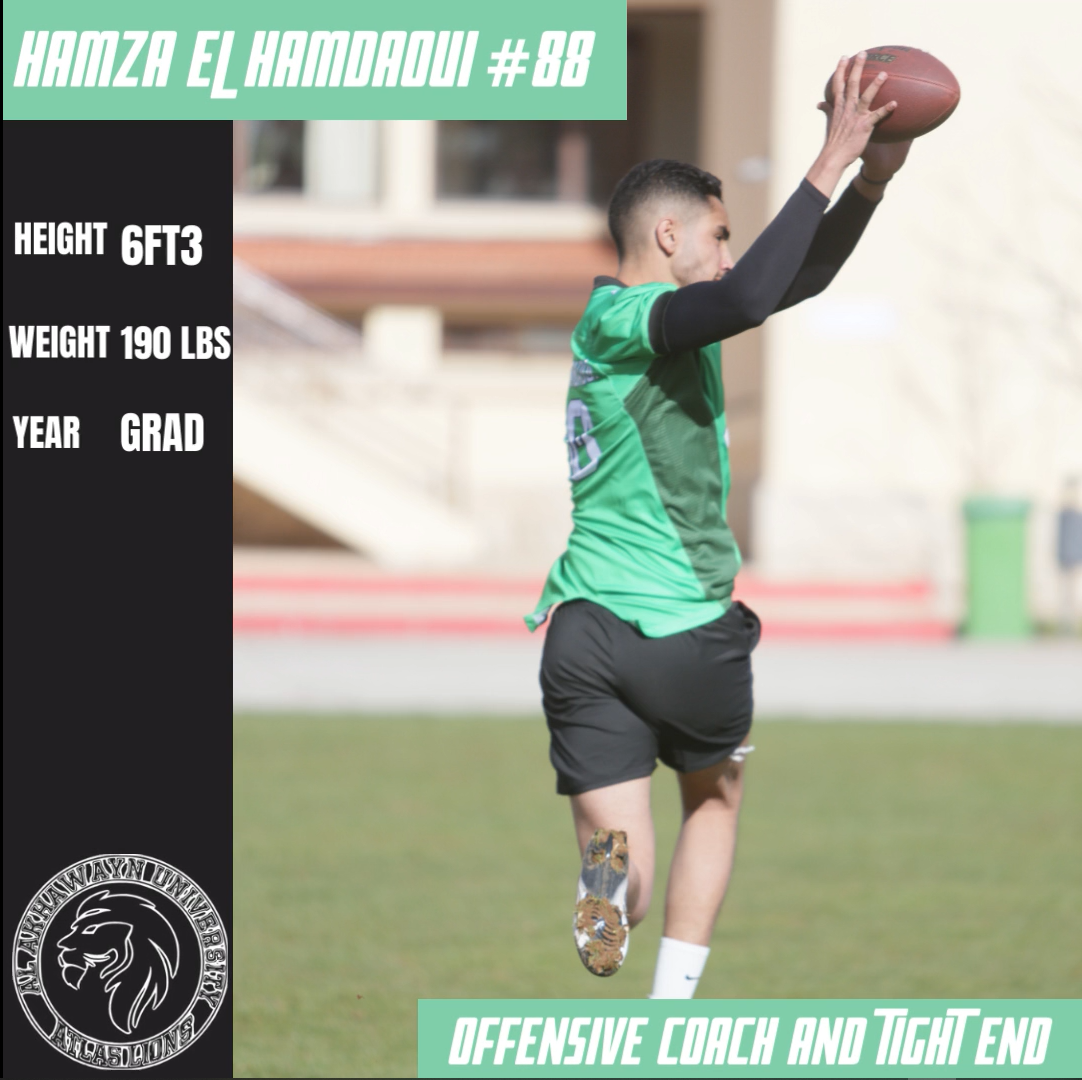 HAMZA EL HAMDAOUI #88
HEIGHT 6FT3
WEIGHT 190 LBS
YEAR GRAD
8
AL AKHAWAYN UNIVERSITY
ATLAS LIONS
OFFENSIVE COACH AND TIGHT END